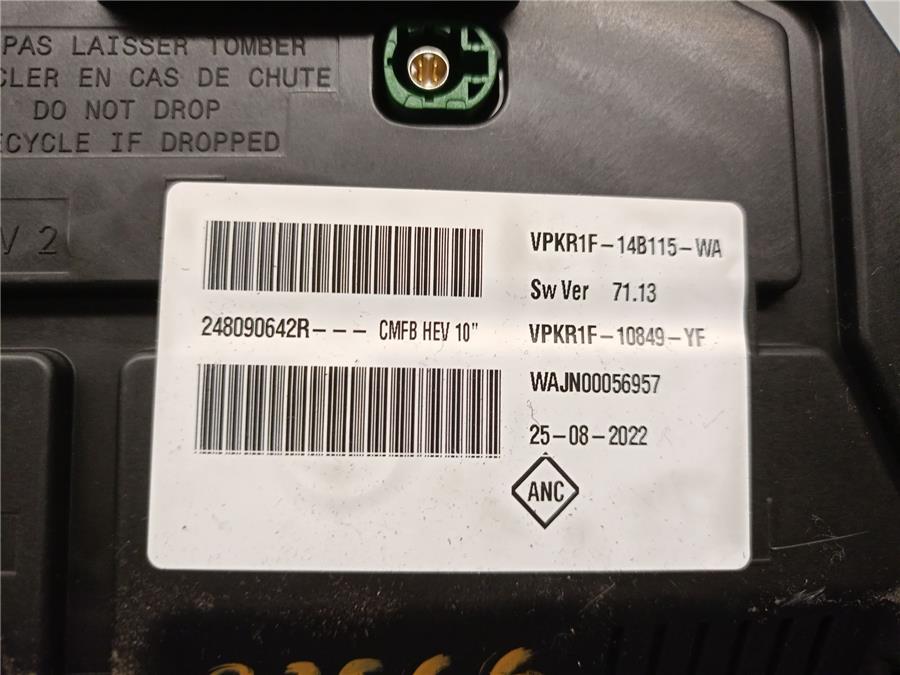 PAS LAISSER TOMBER
CLER EN CAS DE CHUTE
DO NOT DROP
ECYCLE IF DROPPED
V 2
VPKR1F-14B115-WA
Sw Ver 71.13
248090642R--- CMFB HEV 10"
VPKR1F-10849-YF
WAJN00056957
25-08-2022
ANC